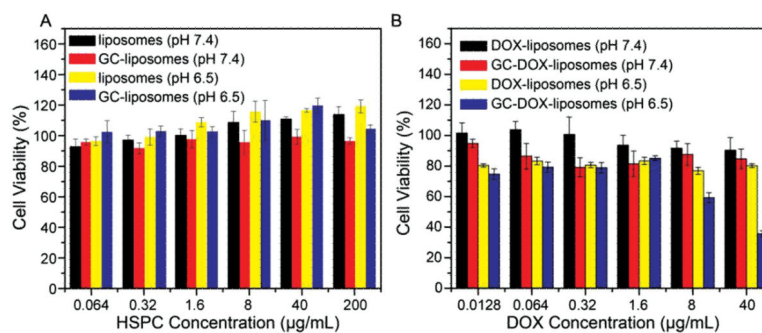 A
liposomes (pH 7.4)
GC-liposomes (pH 7.4)
liposomes (pH 6.5)
GC-liposomes (pH 6.5)
Cell Viability (%)
160
140
120
100
80
60
40
20
0
0.064 0.32 1.6 8 40 200
HSPC Concentration (µg/mL)
B
DOX-liposomes (pH 7.4)
GC-DOX-liposomes (pH 7.4)
DOX-liposomes (pH 6.5)
GC-DOX-liposomes (pH 6.5)
Cell Viability (%)
160
140
120
100
80
60
40
20
0
0.0128 0.064 0.32 1.6 8 40
DOX Concentration (µg/mL)